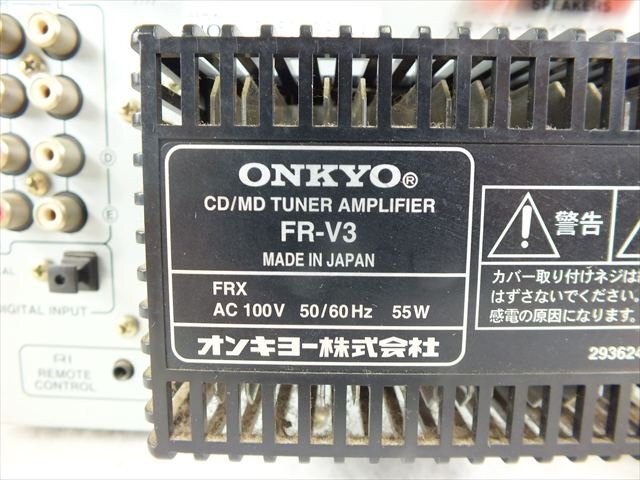 SPEAKERS
ONKYO®
CD/MD TUNER AMPLIFIER
FR-V3
MADE IN JAPAN
FRX
AC 100V 50/60Hz 55W
オンキヨー株式会社
警告
カバー取り付けネジは
はずさないでください。
感電の原因になります。
293624
D
E
DIGITAL INPUT
RI
REMOTE
CONTROL